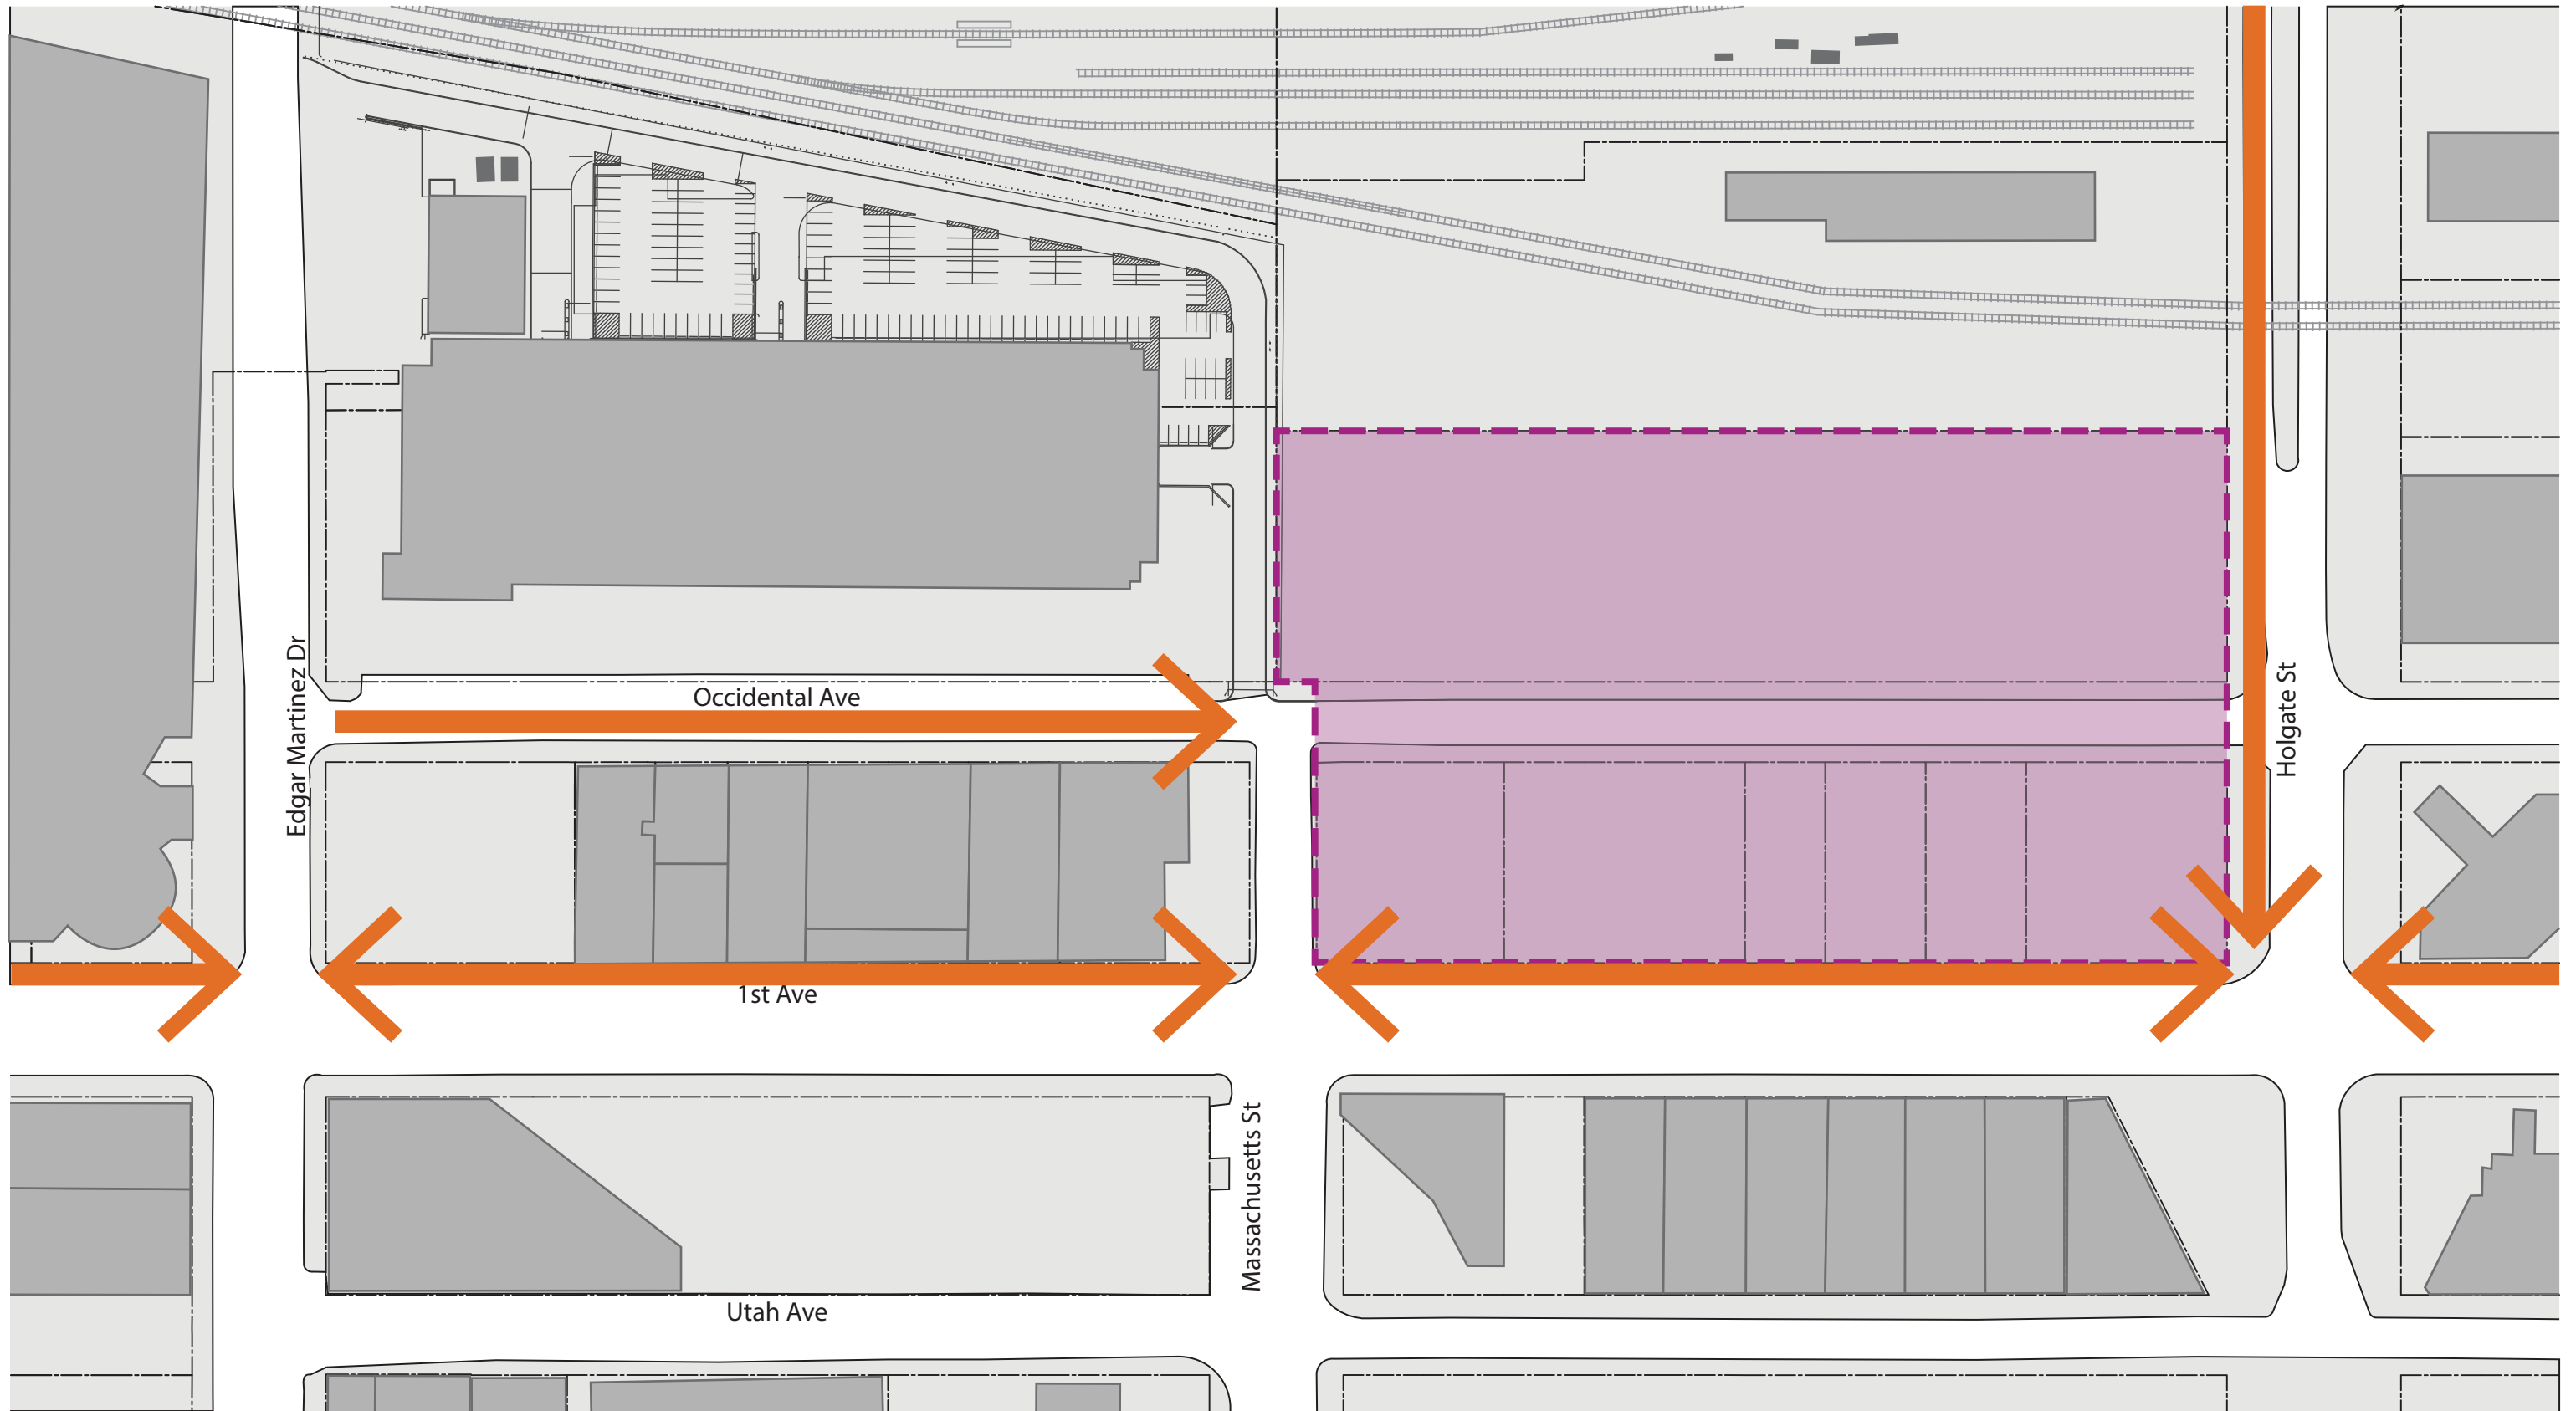 Edgar Martinez Dr
Occidental Ave
Holgate St
1st Ave
Massachusetts St
Utah Ave